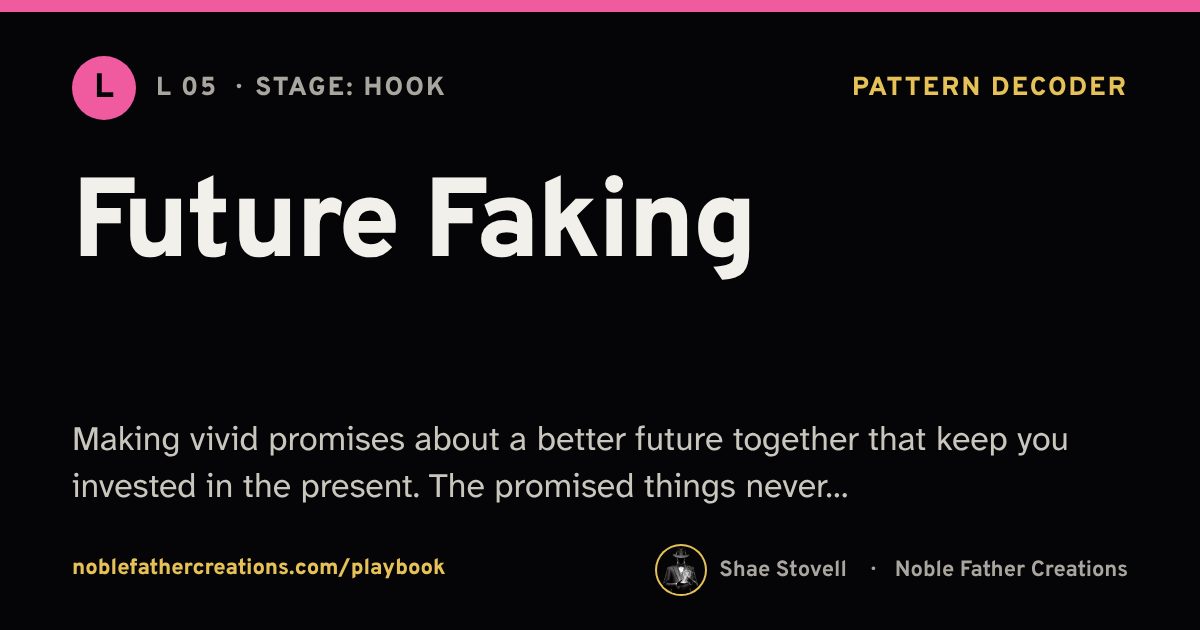 L
L 05 · STAGE: HOOK
PATTERN DECODER
Future Faking
Making vivid promises about a better future together that keep you
invested in the present. The promised things never...
noblefathercreations.com/playbook
Shae Stovell · Noble Father Creations